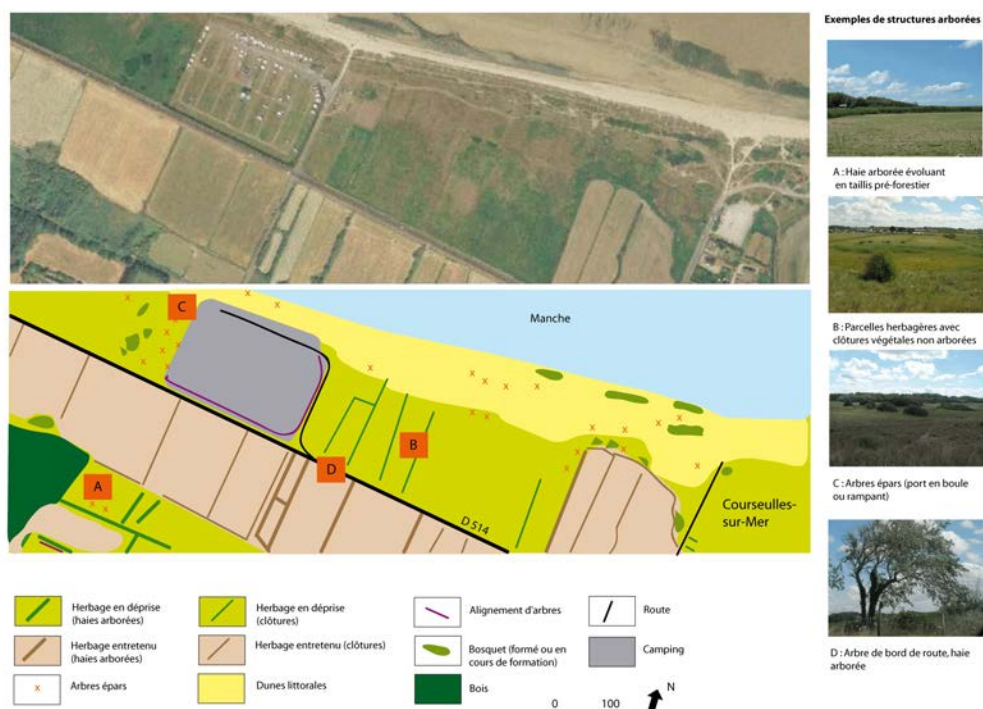 Exemples de structures arborées
A : Haie arborée évoluant
en taillis pré-forestier
B : Parcelles herbagères avec
clôtures végétales non arborées
C : Arbres épars (port en boule
ou rampant)
D : Arbre de bord de route, haie
arborée
Manche
C
B
D
A
D 514
Courseulles-
sur-Mer
Herbage en déprise
(haies arborées)
Herbage en déprise
(clôtures)
Alignement d'arbres
Route
Herbage entretenu
(haies arborées)
Herbage entretenu (clôtures)
Bosquet (formé ou en
cours de formation)
Camping
x
Arbres épars
Dunes littorales
Bois
0 100
N